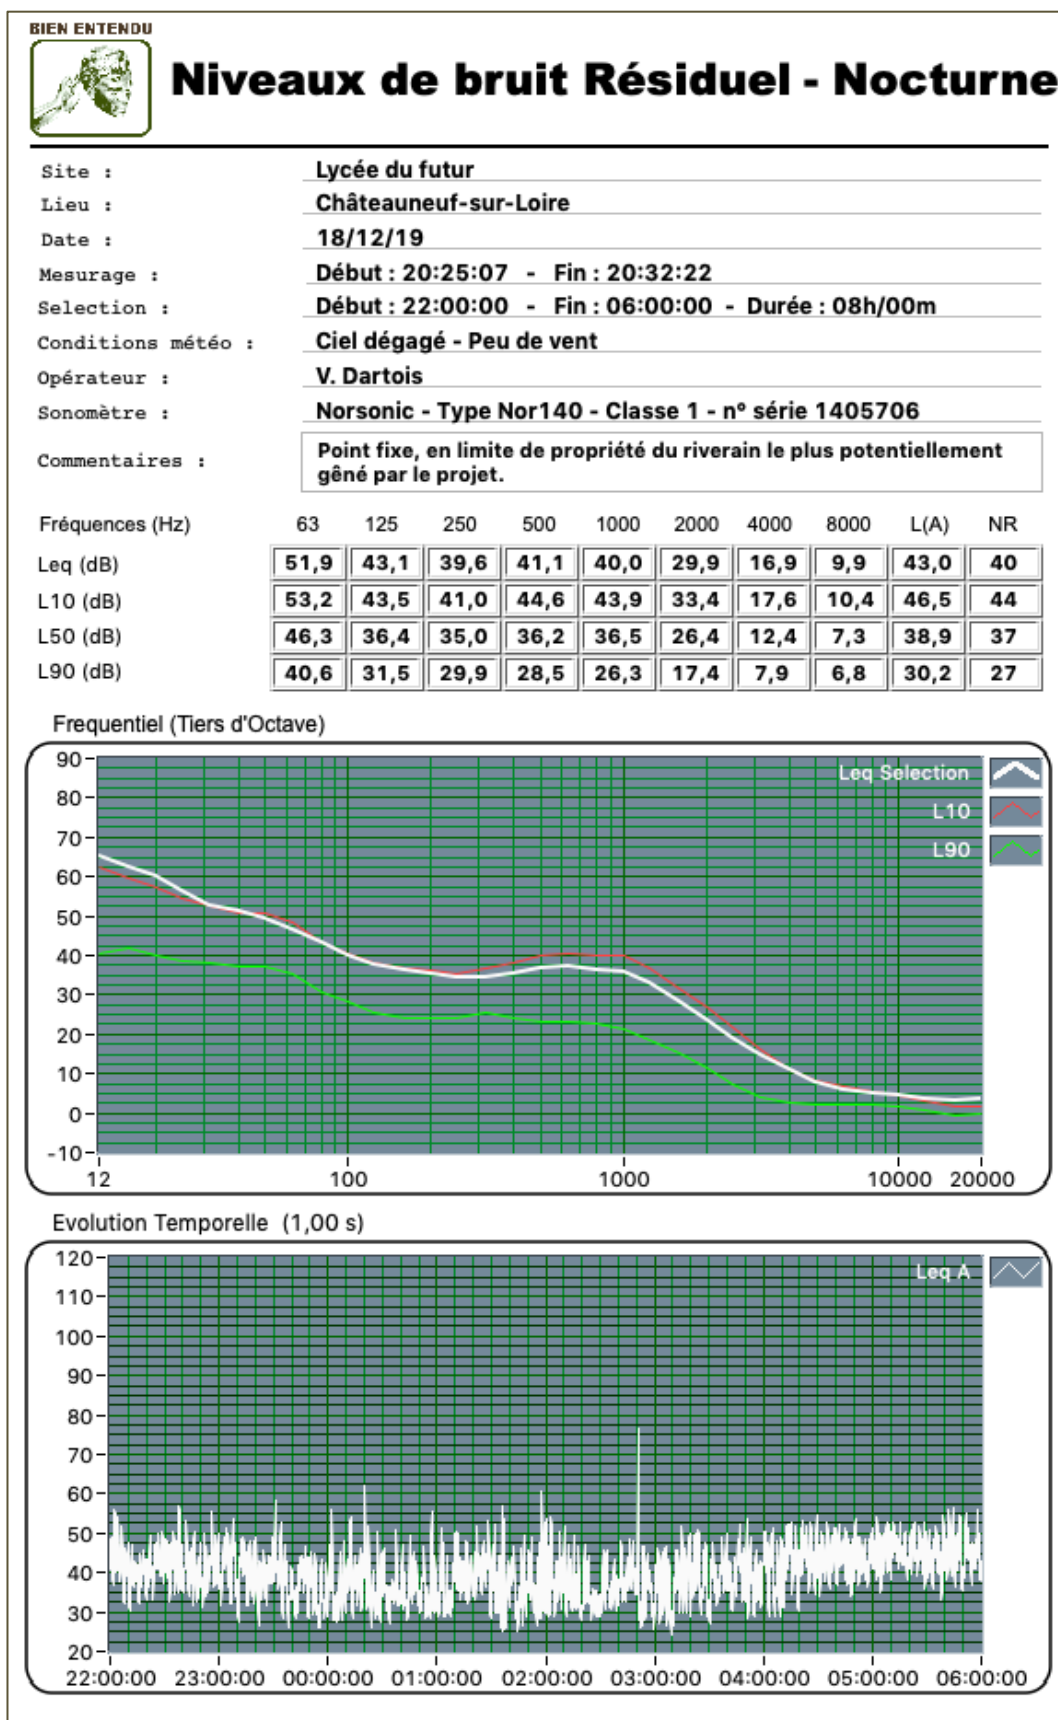 BIEN ENTENDU
Niveaux de bruit Résiduel - Nocturne
Site : Lycée du futur
Lieu : Châteauneuf-sur-Loire
Date : 18/12/19
Mesurage : Début : 20:25:07 - Fin : 20:32:22
Selection : Début : 22:00:00 - Fin : 06:00:00 - Durée : 08h/00m
Conditions météo : Ciel dégagé - Peu de vent
Opérateur : V. Dartois
Sonomètre : Norsonic - Type Nor140 - Classe 1 - n° série 1405706
Commentaires : Point fixe, en limite de propriété du riverain le plus potentiellement
gêné par le projet.
Fréquences (Hz) 63 125 250 500 1000 2000 4000 8000 L(A) NR
Leq (dB) 51,9 43,1 39,6 41,1 40,0 29,9 16,9 9,9 43,0 40
L10 (dB) 53,2 43,5 41,0 44,6 43,9 33,4 17,6 10,4 46,5 44
L50 (dB) 46,3 36,4 35,0 36,2 36,5 26,4 12,4 7,3 38,9 37
L90 (dB) 40,6 31,5 29,9 28,5 26,3 17,4 7,9 6,8 30,2 27
Frequentiel (Tiers d'Octave)
90
Leq Selection
80
L10
70
L90
60
50
40
30
20
10
0
-10
12 100 1000 10000 20000
Evolution Temporelle (1,00 s)
120
Leq A
110
100
90
80
70
60
50
40
30
20
22:00:00 23:00:00 00:00:00 01:00:00 02:00:00 03:00:00 04:00:00 05:00:00 06:00:00